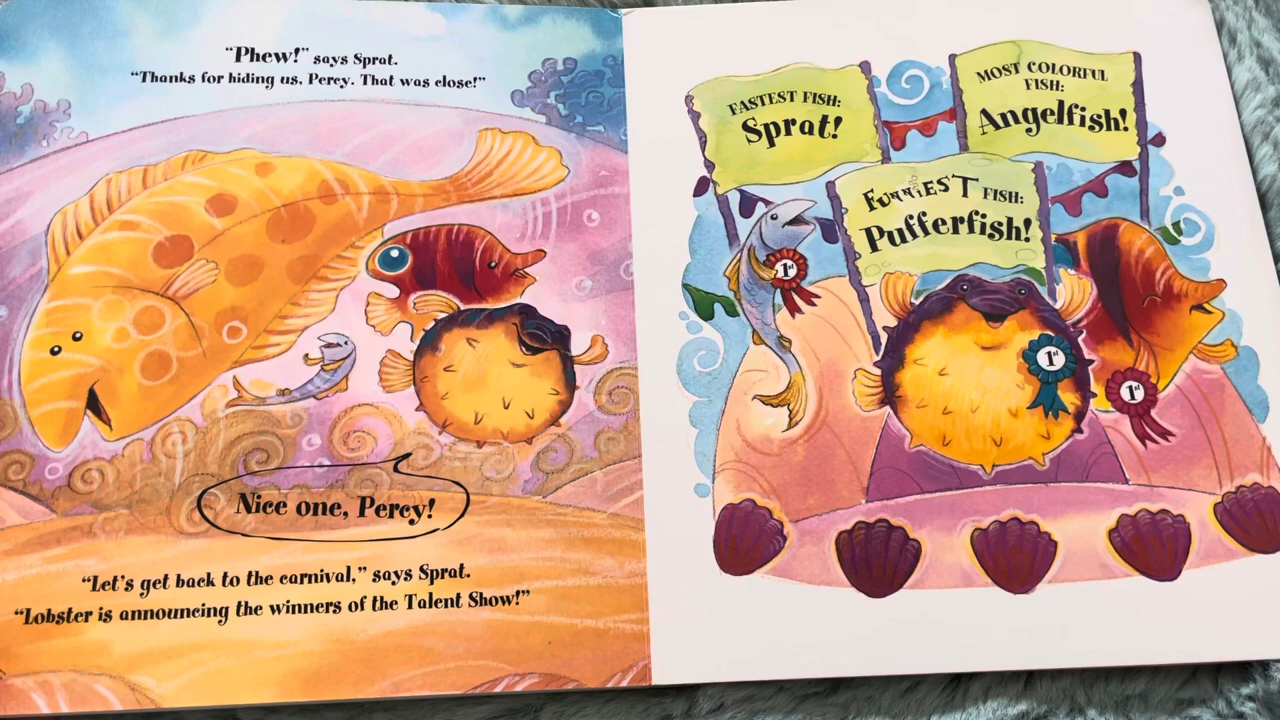 “Phew!” says Sprat.
“Thanks for hiding us, Percy. That was close!”
Nice one, Percy!
“Let’s get back to the carnival,” says Sprat.
“Lobster is announcing the winners of the Talent Show!”
FASTEST FISH:
Sprat!
MOST COLORFUL
FISH:
Angelfish!
FUNNIEST FISH:
Pufferfish!
1st
1st
1st